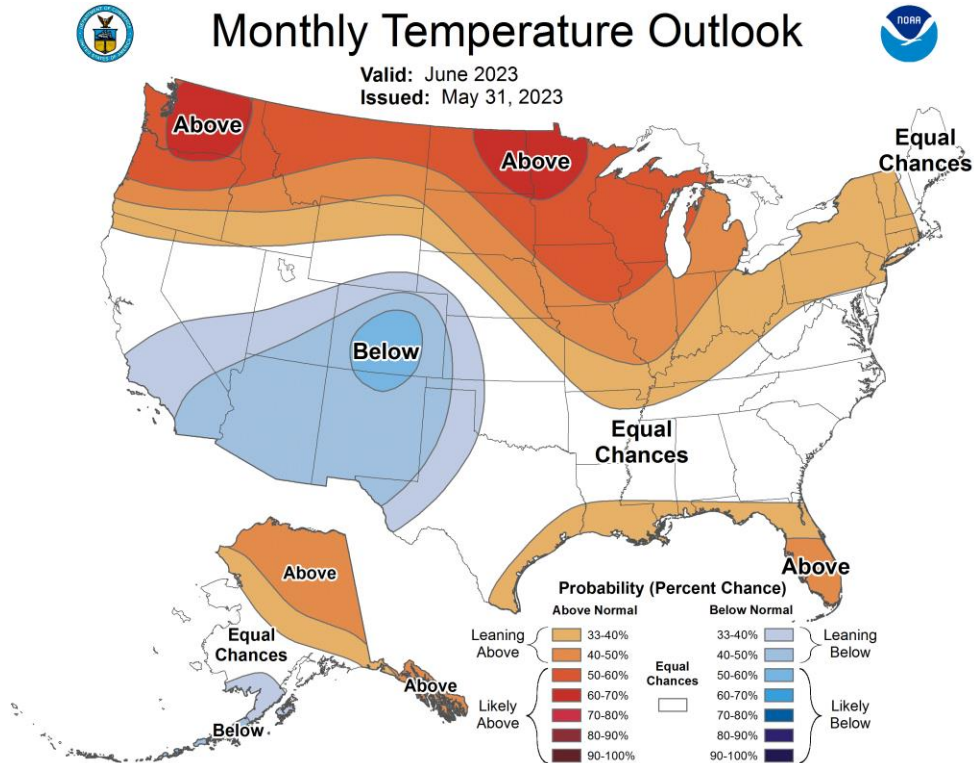 Monthly Temperature Outlook
NOAA
Valid: June 2023
Issued: May 31, 2023
Above
Above
Equal
Chances
Below
Equal
Chances
Above
Above
Equal
Chances
Above
Below
Probability (Percent Chance)
Above Normal
Below Normal
Leaning
Above
33-40%
40-50%
Likely
Above
50-60%
60-70%
70-80%
80-90%
90-100%
Equal
Chances
33-40%
40-50%
Leaning
Below
50-60%
60-70%
70-80%
80-90%
90-100%
Likely
Below